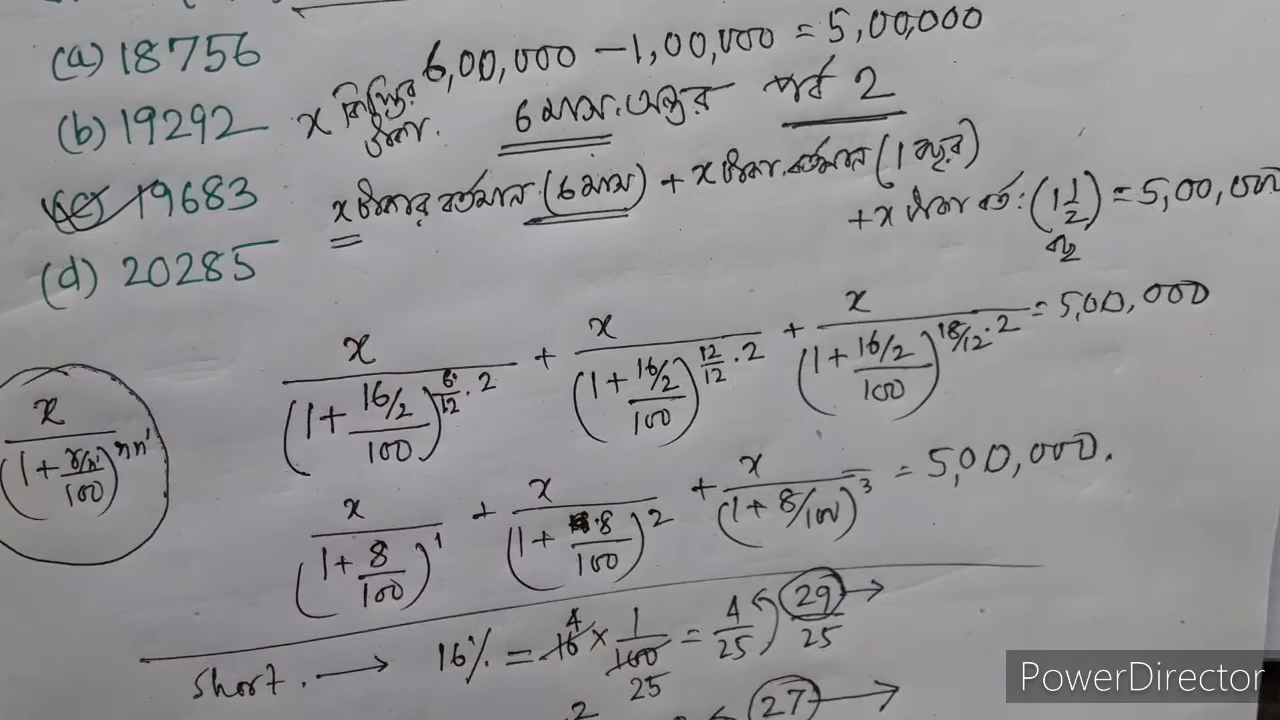 (a) 18756
6,00,000 - 1,00,000 = 5,00,000
(b) 19292
x কিস্তির টাকা.
6 মাস. অন্তর পর্ব 2
(c) 19683
x টাকার বর্তমান (6 মাস) + x টাকার বর্তমান (1 বছর)
+ x টাকার বর্ত: (1 1/2) = 5,00,000
(d) 20285
x/(1 + (16/2)/100)^(6/12 · 2) + x/(1 + (16/2)/100)^(12/12 · 2) + x/(1 + (16/2)/100)^(18/12 · 2) = 5,00,000
x/(1 + (r/n')/100)^(nn')
x/(1 + 8/100)^1 + x/(1 + 8/100)^2 + x/(1 + 8/100)^3 = 5,00,000.
Short. → 16% = 16 4 × 1/100 25 = 4/25 ) 29/25 →
2 27 →
PowerDirector